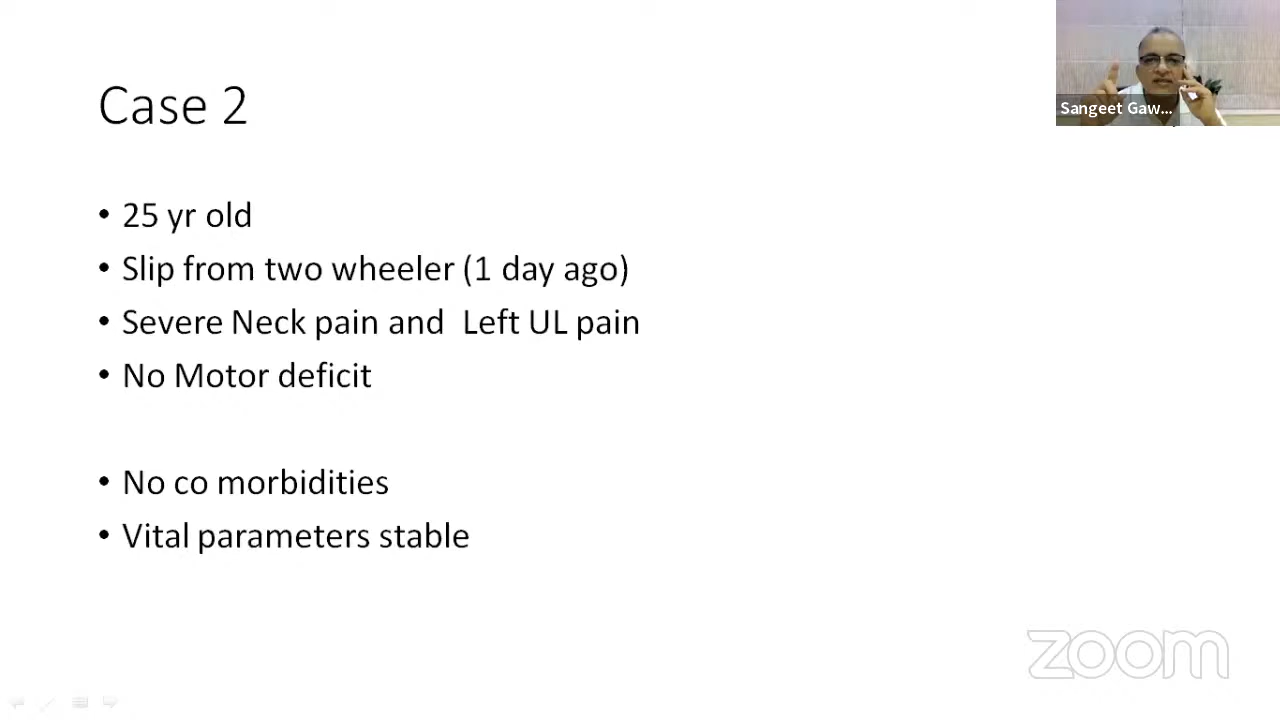 Sangeet Gaw...
Case 2
• 25 yr old
• Slip from two wheeler (1 day ago)
• Severe Neck pain and  Left UL pain
• No Motor deficit
• No co morbidities
• Vital parameters stable
zoom